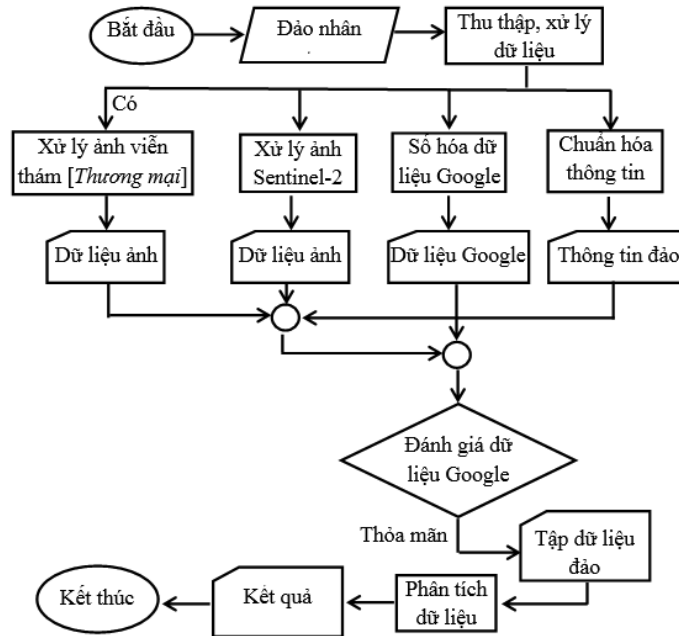 Bắt đầu
Đảo nhân
Thu thập, xử lý
dữ liệu
Có
Xử lý ảnh viễn
thám [Thương mại]
Xử lý ảnh
Sentinel-2
Số hóa dữ
liệu Google
Chuẩn hóa
thông tin
Dữ liệu ảnh
Dữ liệu ảnh
Dữ liệu Google
Thông tin đảo
Đánh giá dữ
liệu Google
Thỏa mãn
Tập dữ liệu
đảo
Kết thúc
Kết quả
Phân tích
dữ liệu